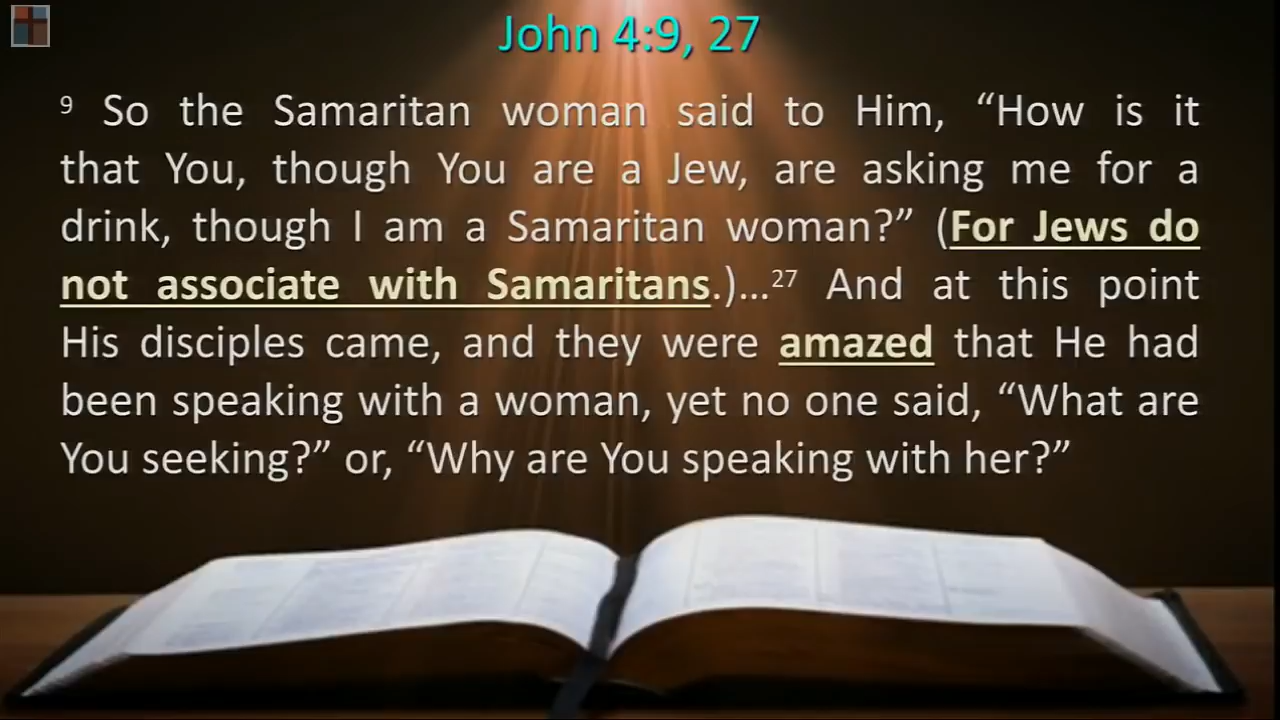 John 4:9, 27
9 So the Samaritan woman said to Him, “How is it
that You, though You are a Jew, are asking me for a
drink, though I am a Samaritan woman?” (For Jews do
not associate with Samaritans.)…27 And at this point
His disciples came, and they were amazed that He had
been speaking with a woman, yet no one said, “What are
You seeking?” or, “Why are You speaking with her?”